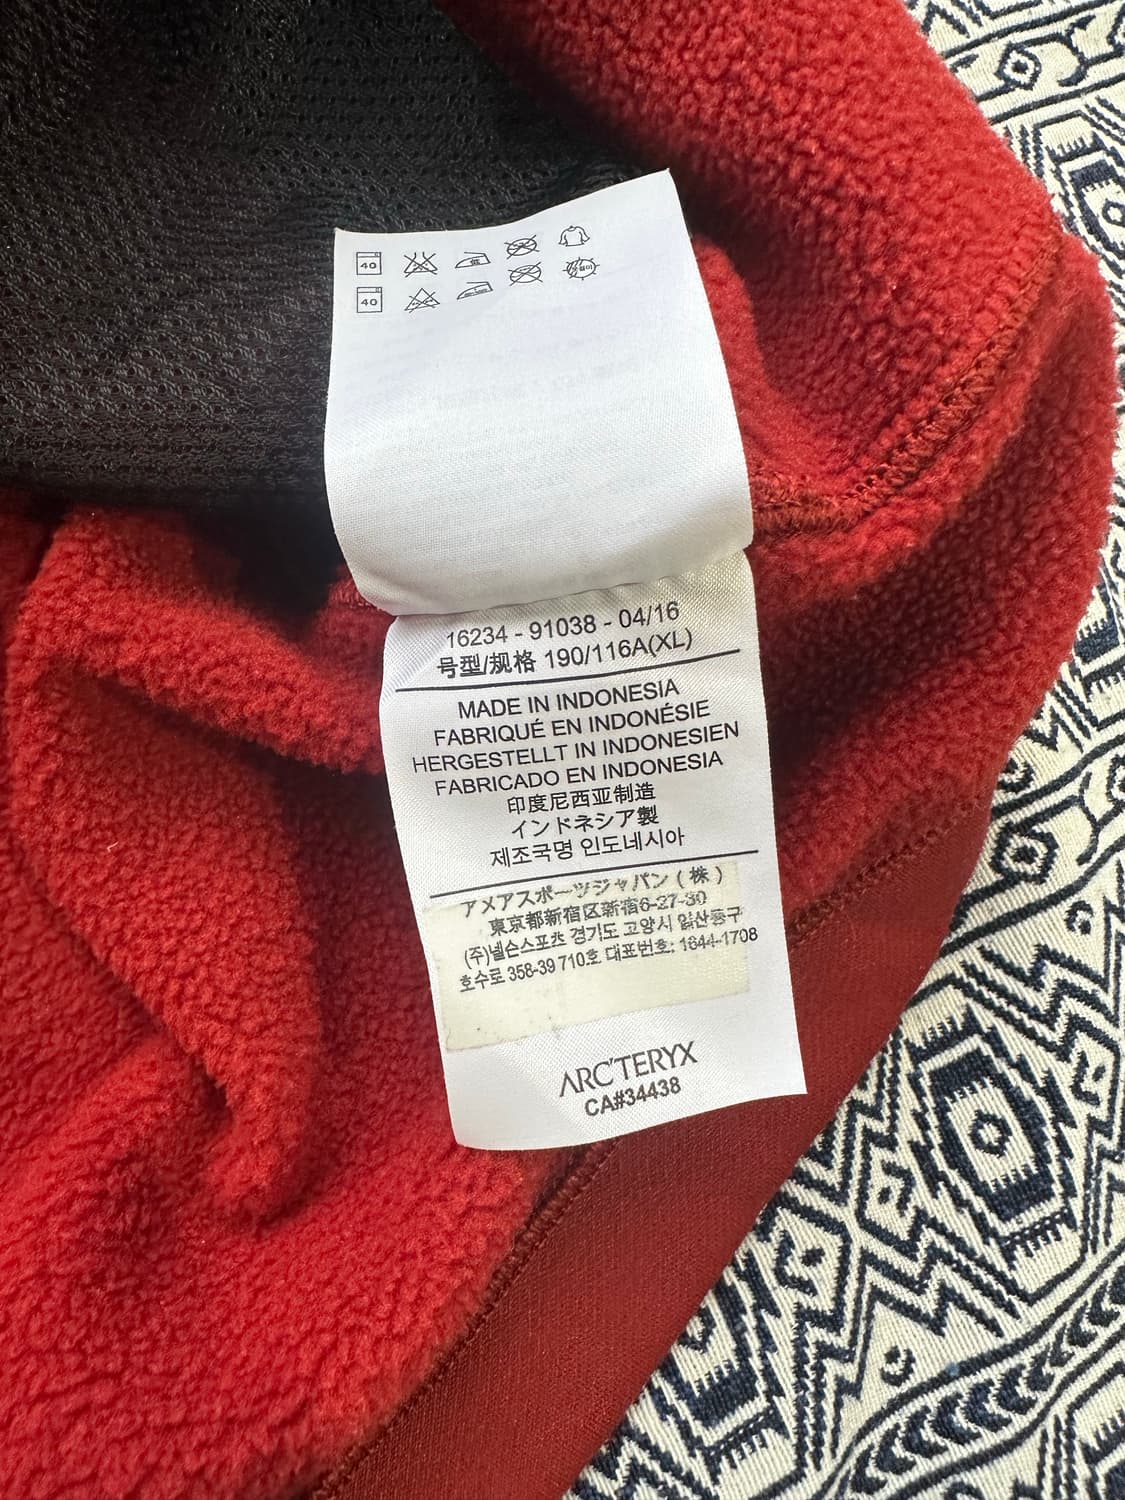 40
40
16234 - 91038 - 04/16
号型/规格 190/116A(XL)
MADE IN INDONESIA
FABRIQUÉ EN INDONÉSIE
HERGESTELLT IN INDONESIEN
FABRICADO EN INDONESIA
印度尼西亚制造
インドネシア製
제조국명 인도네시아
アメアスポーツジャパン ( 株 )
東京都新宿区新宿6-27-30
(주)넬슨스포츠 경기도 고양시 일산동구
호수로 358-39 710호 대표번호: 1644-1708
ARC'TERYX
CA#34438